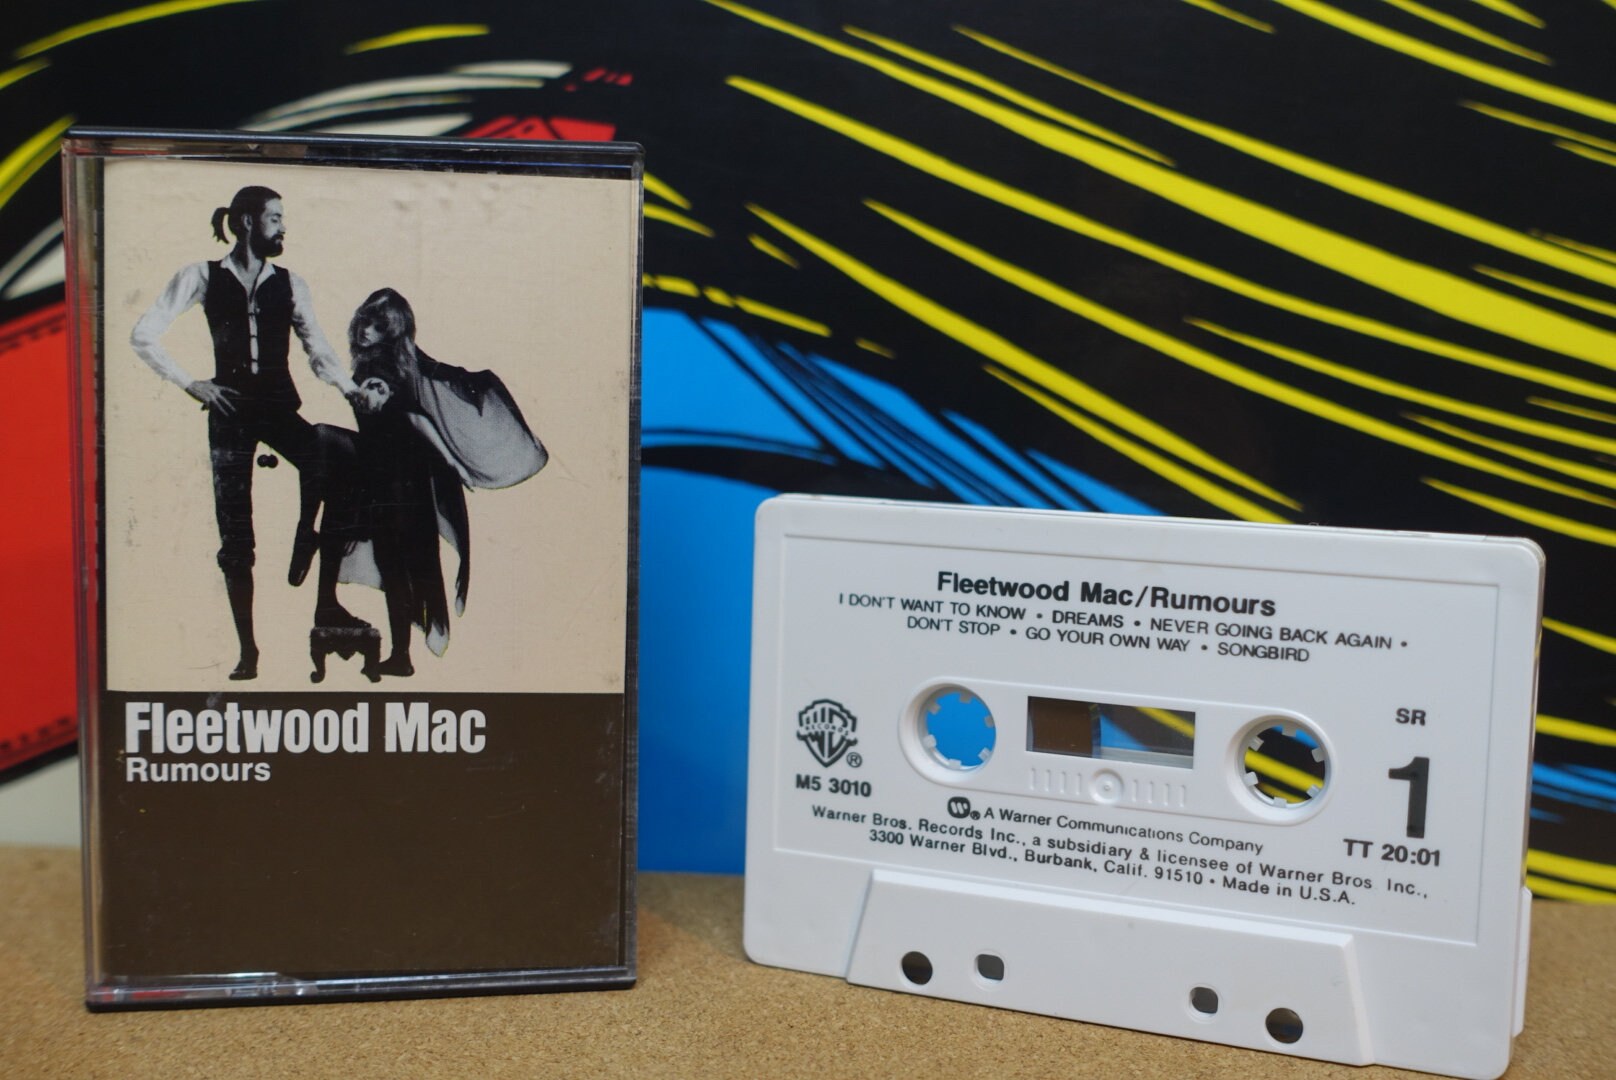 Fleetwood Mac
Rumours
Fleetwood Mac/Rumours
I DON'T WANT TO KNOW • DREAMS • NEVER GOING BACK AGAIN •
DON'T STOP • GO YOUR OWN WAY • SONGBIRD
WB RECORDS ®
M5 3010
SR
1
TT 20:01
W® A Warner Communications Company
Warner Bros. Records Inc., a subsidiary & licensee of Warner Bros Inc.,
3300 Warner Blvd., Burbank, Calif. 91510 • Made in U.S.A.